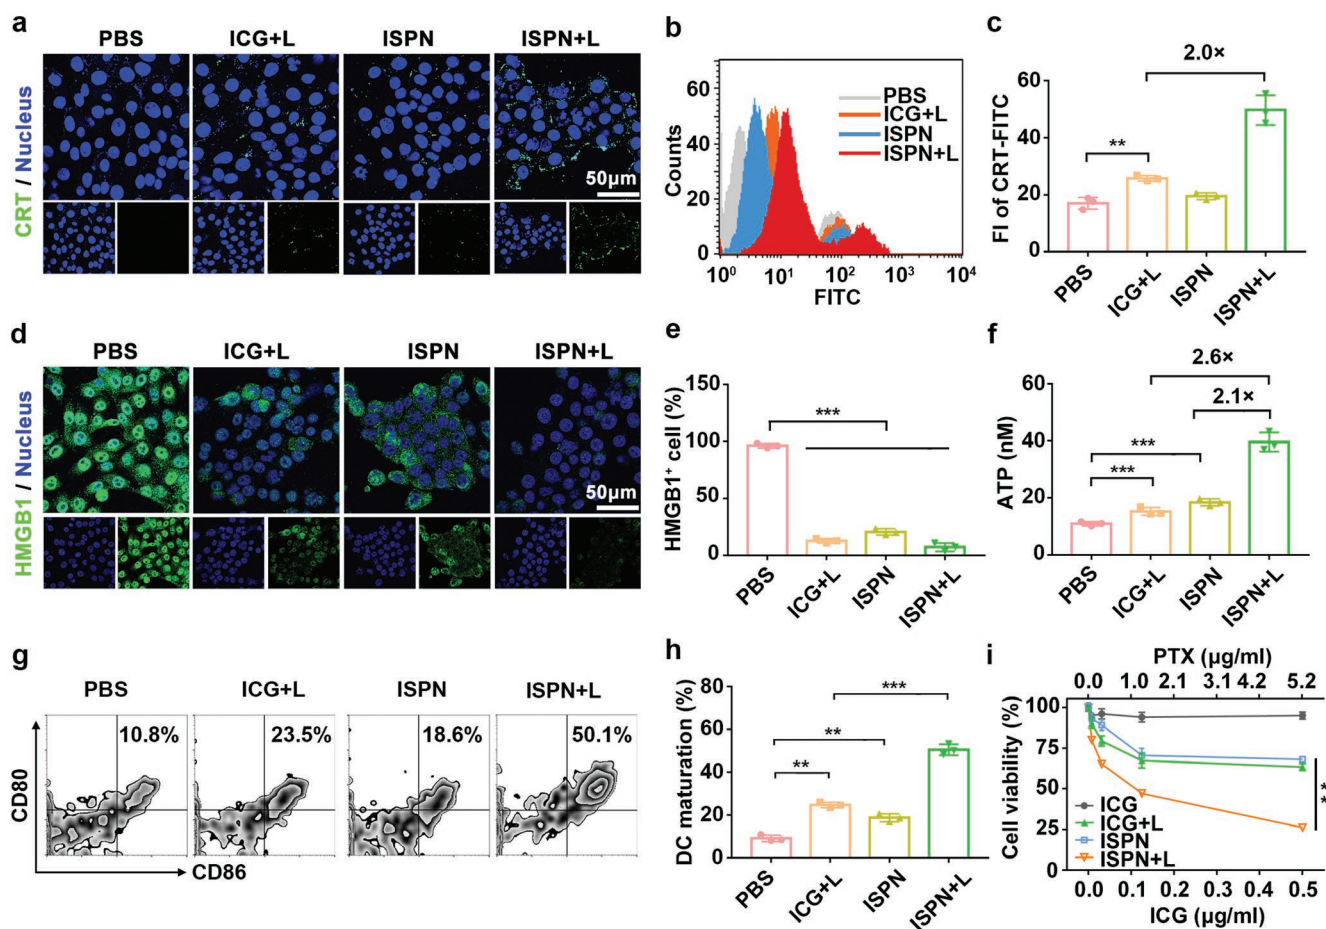 a
PBS ICG+L ISPN ISPN+L
CRT / Nucleus
50μm
b
Counts
60
40
20
0
PBS
ICG+L
ISPN
ISPN+L
10⁰ 10¹ 10² 10³ 10⁴
FITC
c
2.0×
**
FI of CRT-FITC
60
40
20
0
PBS ICG+L ISPN ISPN+L
d
PBS ICG+L ISPN ISPN+L
HMGB1 / Nucleus
50μm
e
***
HMGB1⁺ cell (%)
150
100
50
0
PBS ICG+L ISPN ISPN+L
f
2.6×
2.1×
***
***
ATP (nM)
60
40
20
0
PBS ICG+L ISPN ISPN+L
g
PBS ICG+L ISPN ISPN+L
10.8% 23.5% 18.6% 50.1%
CD80
CD86
h
***
**
**
DC maturation (%)
80
60
40
20
0
PBS ICG+L ISPN ISPN+L
i
PTX (μg/ml)
0.0 1.0 2.1 3.1 4.2 5.2
Cell viability (%)
100
75
50
25
0
**
ICG
ICG+L
ISPN
ISPN+L
0.0 0.1 0.2 0.3 0.4 0.5
ICG (μg/ml)